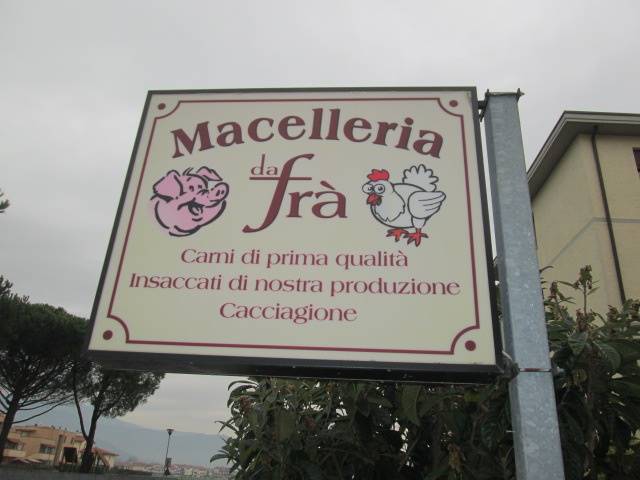 Macelleria
da
frà
Carni di prima qualità
Insaccati di nostra produzione
Cacciagione